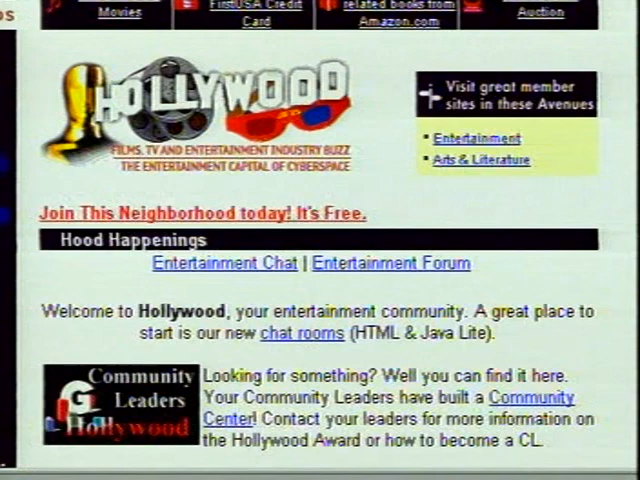 Movies
FirstUSA Credit
Card
related books from
Amazon.com
Auction
HOLLYWOOD
FILMS, TV AND ENTERTAINMENT INDUSTRY BUZZ
THE ENTERTAINMENT CAPITAL OF CYBERSPACE
Visit great member
sites in these Avenues
Entertainment
Arts & Literature
Join This Neighborhood today! It's Free.
Hood Happenings
Entertainment Chat | Entertainment Forum
Welcome to Hollywood, your entertainment community. A great place to
start is our new chat rooms (HTML & Java Lite).
Community
Leaders
G
Hollywood
Looking for something? Well you can find it here.
Your Community Leaders have built a Community
Center! Contact your leaders for more information on
the Hollywood Award or how to become a CL.